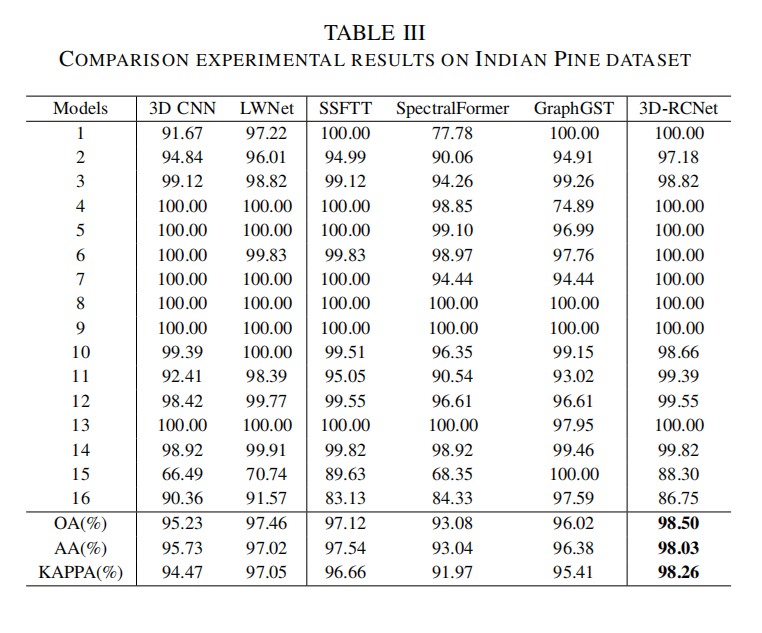 TABLE III
COMPARISON EXPERIMENTAL RESULTS ON INDIAN PINE DATASET
Models 3D CNN LWNet SSFTT SpectralFormer GraphGST 3D-RCNet
1 91.67 97.22 100.00 77.78 100.00 100.00
2 94.84 96.01 94.99 90.06 94.91 97.18
3 99.12 98.82 99.12 94.26 99.26 98.82
4 100.00 100.00 100.00 98.85 74.89 100.00
5 100.00 100.00 100.00 99.10 96.99 100.00
6 100.00 99.83 99.83 98.97 97.76 100.00
7 100.00 100.00 100.00 94.44 94.44 100.00
8 100.00 100.00 100.00 100.00 100.00 100.00
9 100.00 100.00 100.00 100.00 100.00 100.00
10 99.39 100.00 99.51 96.35 99.15 98.66
11 92.41 98.39 95.05 90.54 93.02 99.39
12 98.42 99.77 99.55 96.61 96.61 99.55
13 100.00 100.00 100.00 100.00 97.95 100.00
14 98.92 99.91 99.82 98.92 99.46 99.82
15 66.49 70.74 89.63 68.35 100.00 88.30
16 90.36 91.57 83.13 84.33 97.59 86.75
OA(%) 95.23 97.46 97.12 93.08 96.02 98.50
AA(%) 95.73 97.02 97.54 93.04 96.38 98.03
KAPPA(%) 94.47 97.05 96.66 91.97 95.41 98.26